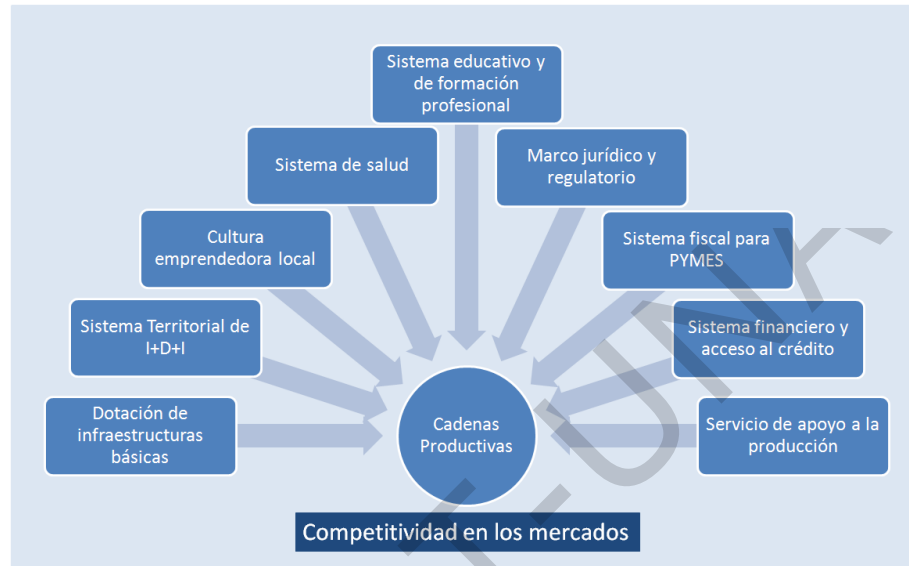 Sistema educativo y
de formación
profesional
Sistema de salud
Marco jurídico y
regulatorio
Cultura
emprendedora local
Sistema fiscal para
PYMES
Sistema Territorial de
I+D+I
Sistema financiero y
acceso al crédito
Dotación de
infraestructuras
básicas
Cadenas
Productivas
Servicio de apoyo a la
producción
Competitividad en los mercados